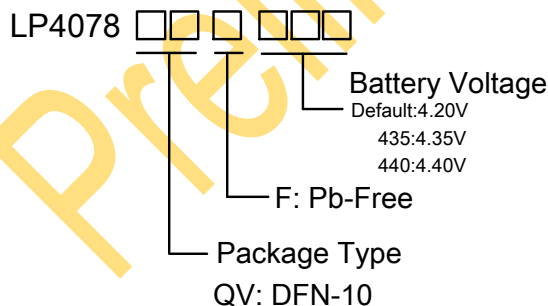 LP4078 □□ □ □□□
Battery Voltage
Default:4.20V
435:4.35V
440:4.40V
F: Pb-Free
Package Type
QV: DFN-10